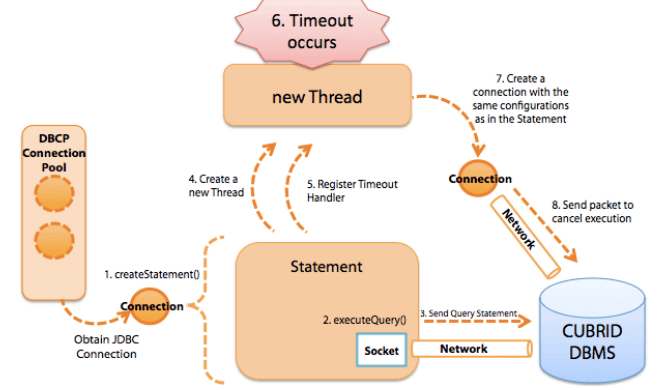 6. Timeout
occurs
new Thread
7. Create a
connection with the
same configurations
as in the Statement
DBCP
Connection
Pool
4. Create a
new Thread
5. Register Timeout
Handler
Connection
8. Send packet to
cancel execution
Network
1. createStatement()
Connection
Obtain JDBC
Connection
Statement
2. executeQuery()
3. Send Query Statement
Socket
Network
CUBRID
DBMS